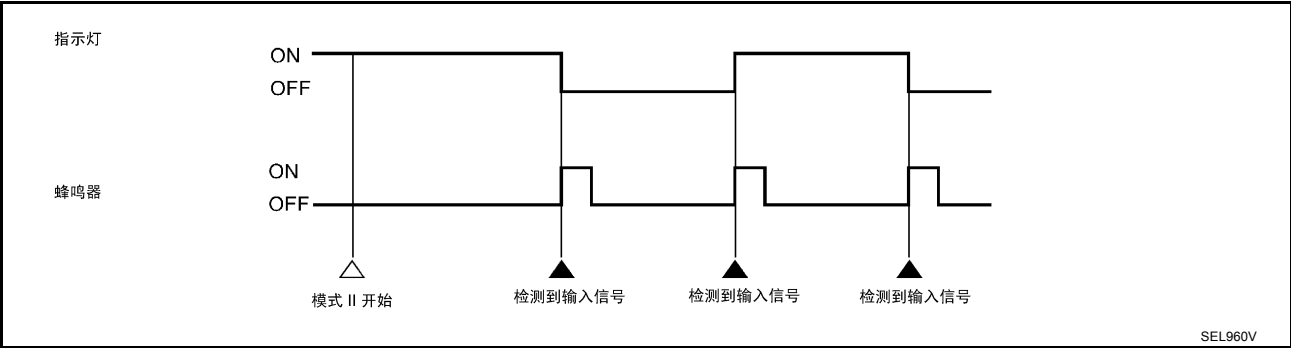 指示灯
ON
OFF
ON
蜂鸣器
OFF
模式 II 开始
检测到输入信号
检测到输入信号
检测到输入信号
SEL960V